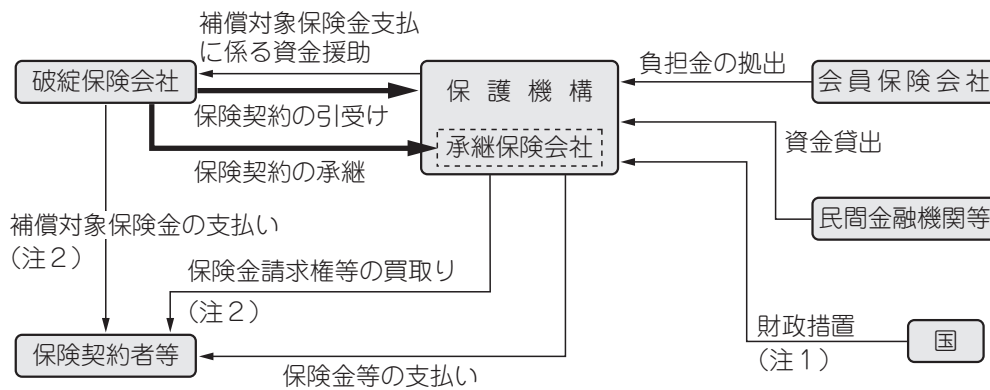 補償対象保険金支払
に係る資金援助
破綻保険会社
保護機構
負担金の拠出
会員保険会社
保険契約の引受け
承継保険会社
資金貸出
保険契約の承継
補償対象保険金の支払い
(注2)
民間金融機関等
保険金請求権等の買取り
(注2)
財政措置
(注1)
国
保険契約者等
保険金等の支払い